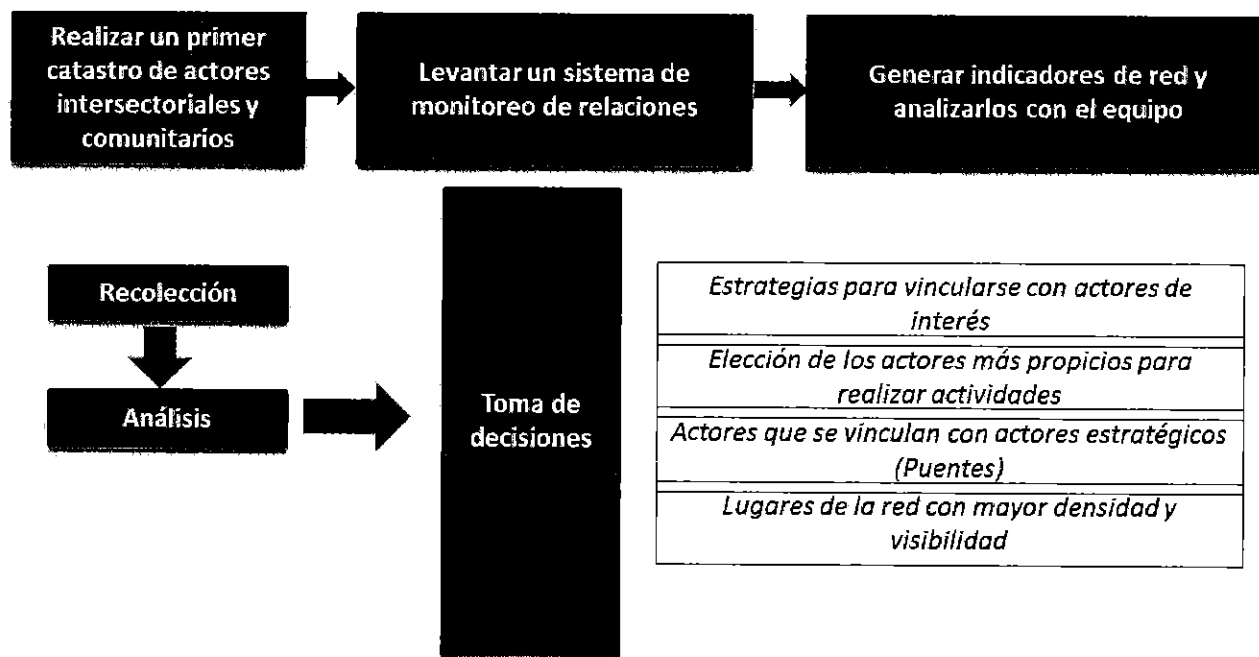 Realizar un primer
catastro de actores
intersectoriales y
comunitarios
Levantar un sistema de
monitoreo de relaciones
Generar indicadores de red y
analizarlos con el equipo
Recolección
Análisis
Toma de
decisiones
Estrategias para vincularse con actores de
interés
Elección de los actores más propicios para
realizar actividades
Actores que se vinculan con actores estratégicos
(Puentes)
Lugares de la red con mayor densidad y
visibilidad